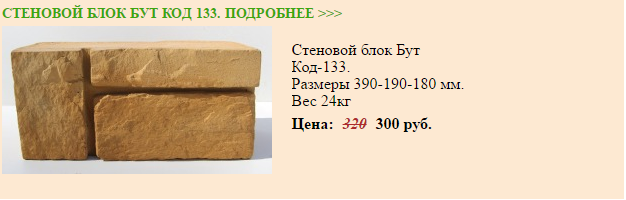 СТЕНОВОЙ БЛОК БУТ КОД 133. ПОДРОБНЕЕ >>>
Стеновой блок Бут
Код-133.
Размеры 390-190-180 мм.
Вес 24кг
Цена: 320 300 руб.